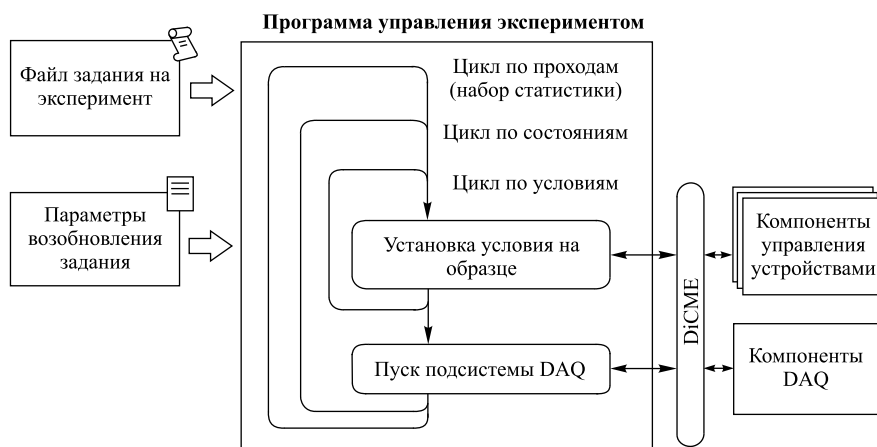 Программа управления экспериментом
Файл задания на
эксперимент
Цикл по проходам
(набор статистики)
Цикл по состояниям
Цикл по условиям
Параметры
возобновления
задания
Установка условия на
образце
Пуск подсистемы DAQ
DiCME
Компоненты
управления
устройствами
Компоненты
DAQ